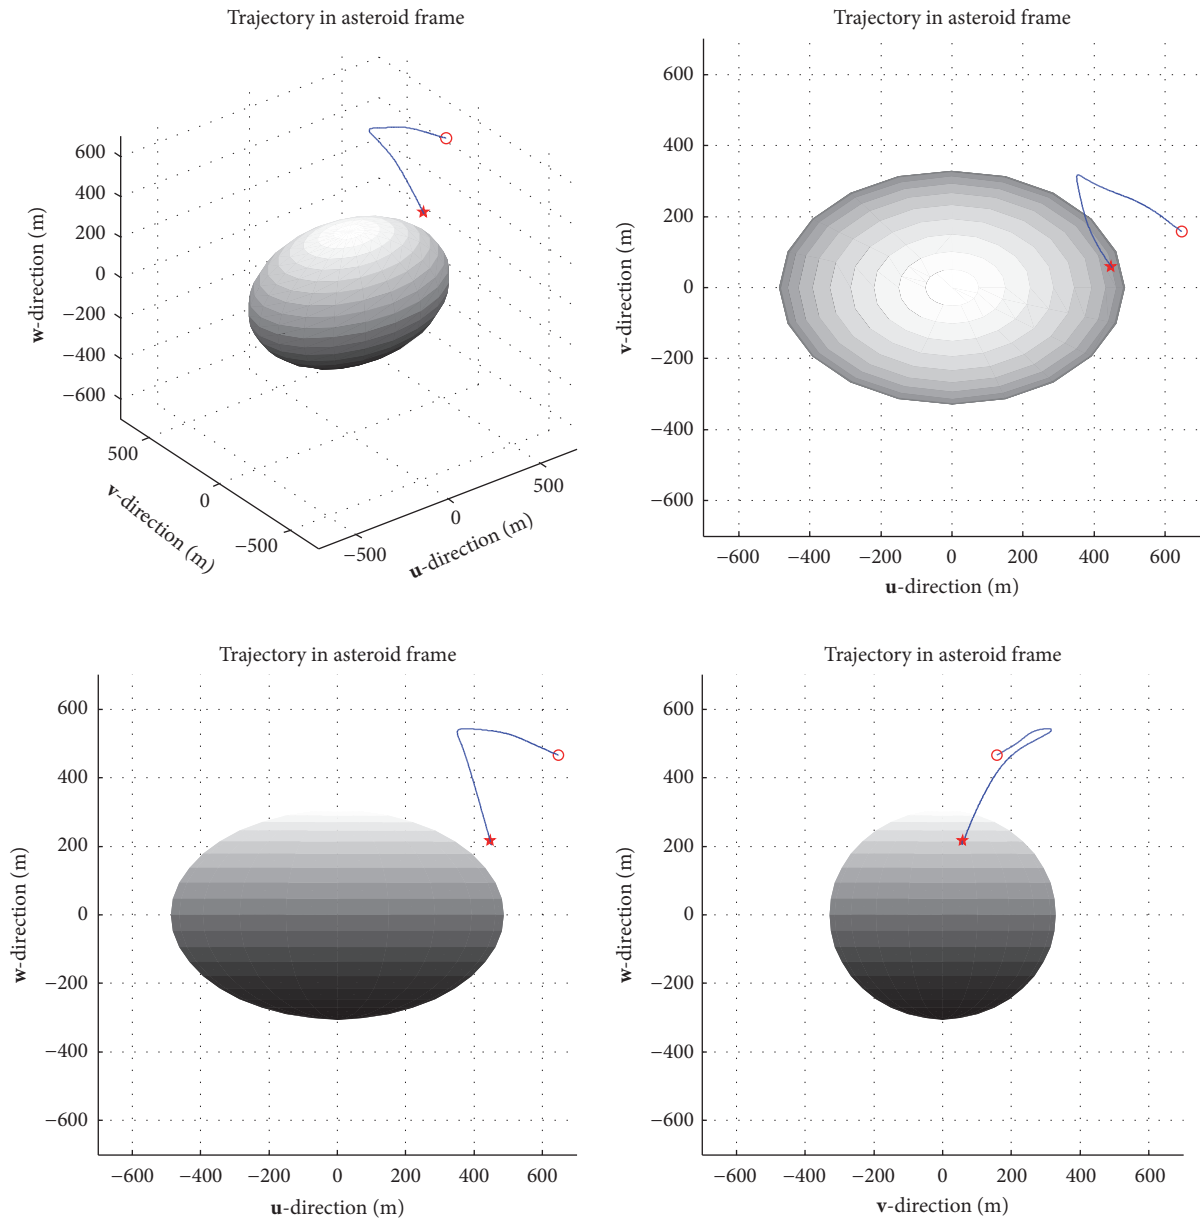 Trajectory in asteroid frame
600
400
200
0
−200
−400
−600
w-direction (m)
500
0
−500
v-direction (m)
−500
0
500
u-direction (m)
Trajectory in asteroid frame
600
400
200
0
−200
−400
−600
v-direction (m)
−600 −400 −200 0 200 400 600
u-direction (m)
Trajectory in asteroid frame
600
400
200
0
−200
−400
−600
w-direction (m)
−600 −400 −200 0 200 400 600
u-direction (m)
Trajectory in asteroid frame
600
400
200
0
−200
−400
−600
w-direction (m)
−600 −400 −200 0 200 400 600
v-direction (m)